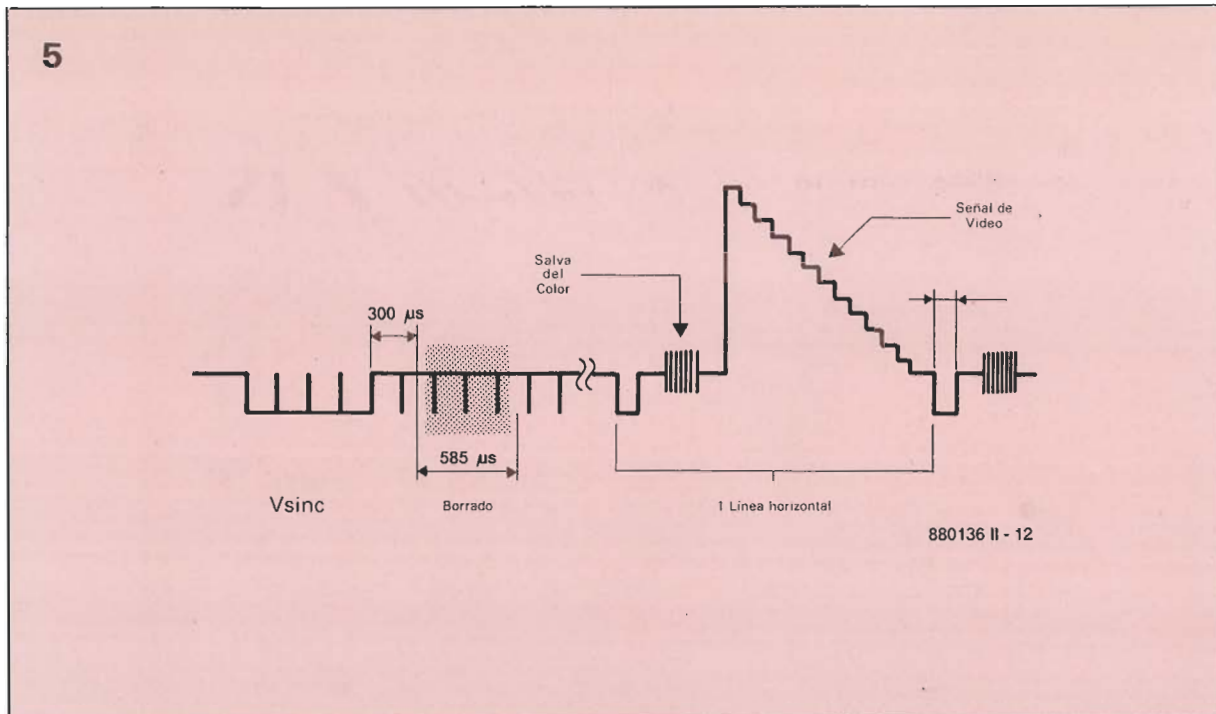 5
Señal de
Video
Salva
del
Color
300 µs
585 µs
Vsinc
Borrado
1 Línea horizontal
880136 II - 12